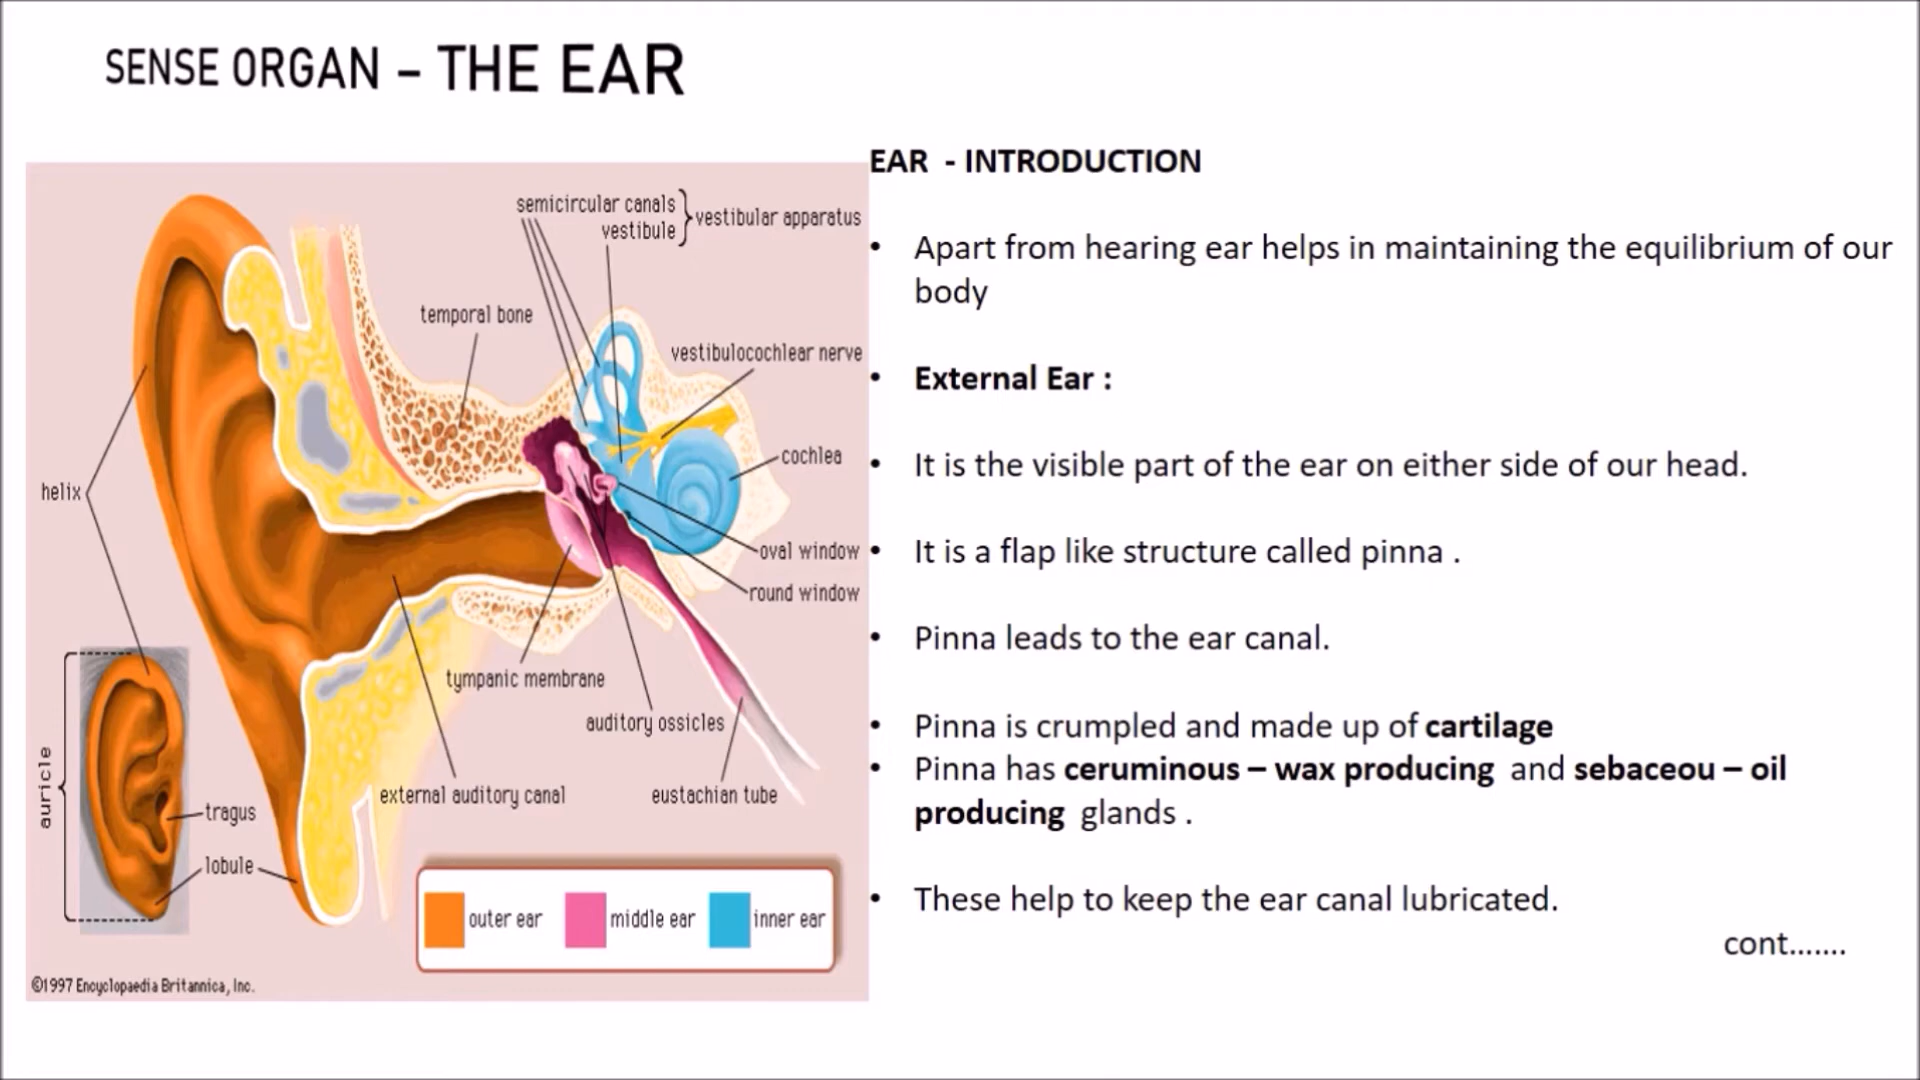 SENSE ORGAN – THE EAR
semicircular canals
vestibule
vestibular apparatus
temporal bone
vestibulocochlear nerve
cochlea
helix
oval window
round window
tympanic membrane
auditory ossicles
external auditory canal
eustachian tube
auricle
tragus
lobule
outer ear
middle ear
inner ear
©1997 Encyclopaedia Britannica, Inc.
EAR - INTRODUCTION
• Apart from hearing ear helps in maintaining the equilibrium of our
body
• External Ear :
• It is the visible part of the ear on either side of our head.
• It is a flap like structure called pinna .
• Pinna leads to the ear canal.
• Pinna is crumpled and made up of cartilage
• Pinna has ceruminous – wax producing and sebaceou – oil
producing glands .
• These help to keep the ear canal lubricated.
cont.......